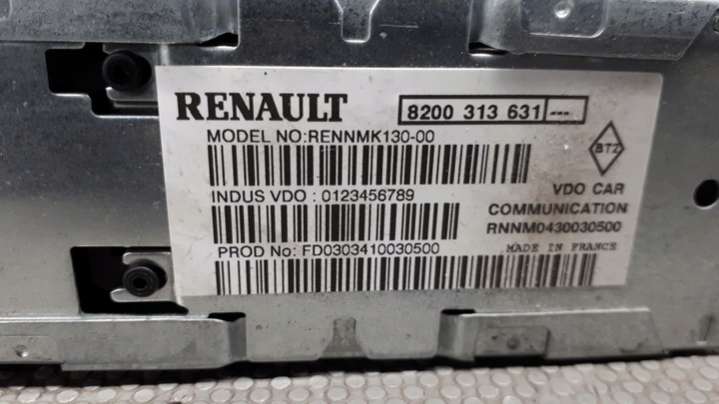 RENAULT
8200 313 631 ---
MODEL NO:RENNMK130-00
BTZ
INDUS VDO : 0123456789
VDO CAR
COMMUNICATION
RNNM0430030500
PROD No: FD0303410030500
MADE IN FRANCE